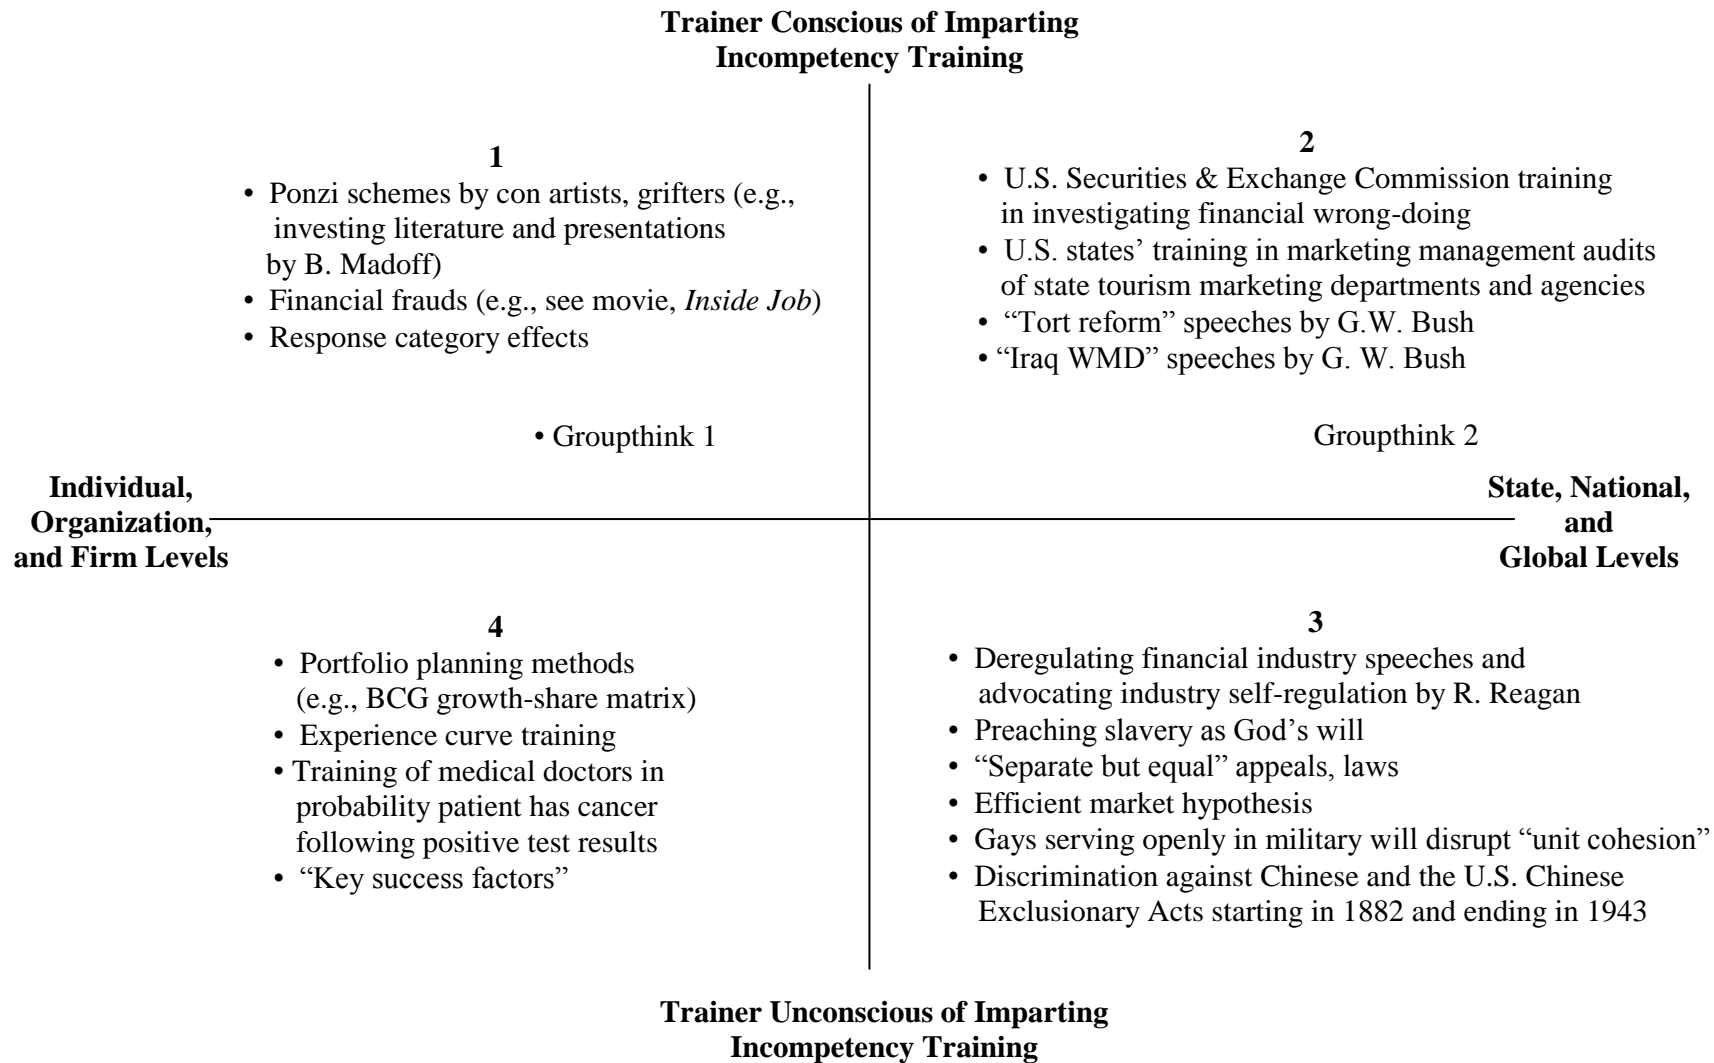 Trainer Conscious of Imparting
Incompetency Training
1
• Ponzi schemes by con artists, grifters (e.g.,
investing literature and presentations
by B. Madoff)
• Financial frauds (e.g., see movie, Inside Job)
• Response category effects
• Groupthink 1
2
• U.S. Securities & Exchange Commission training
in investigating financial wrong-doing
• U.S. states’ training in marketing management audits
of state tourism marketing departments and agencies
• “Tort reform” speeches by G.W. Bush
• “Iraq WMD” speeches by G. W. Bush
Groupthink 2
Individual,
Organization,
and Firm Levels
State, National,
and
Global Levels
4
• Portfolio planning methods
(e.g., BCG growth-share matrix)
• Experience curve training
• Training of medical doctors in
probability patient has cancer
following positive test results
• “Key success factors”
3
• Deregulating financial industry speeches and
advocating industry self-regulation by R. Reagan
• Preaching slavery as God’s will
• “Separate but equal” appeals, laws
• Efficient market hypothesis
• Gays serving openly in military will disrupt “unit cohesion”
• Discrimination against Chinese and the U.S. Chinese
Exclusionary Acts starting in 1882 and ending in 1943
Trainer Unconscious of Imparting
Incompetency Training